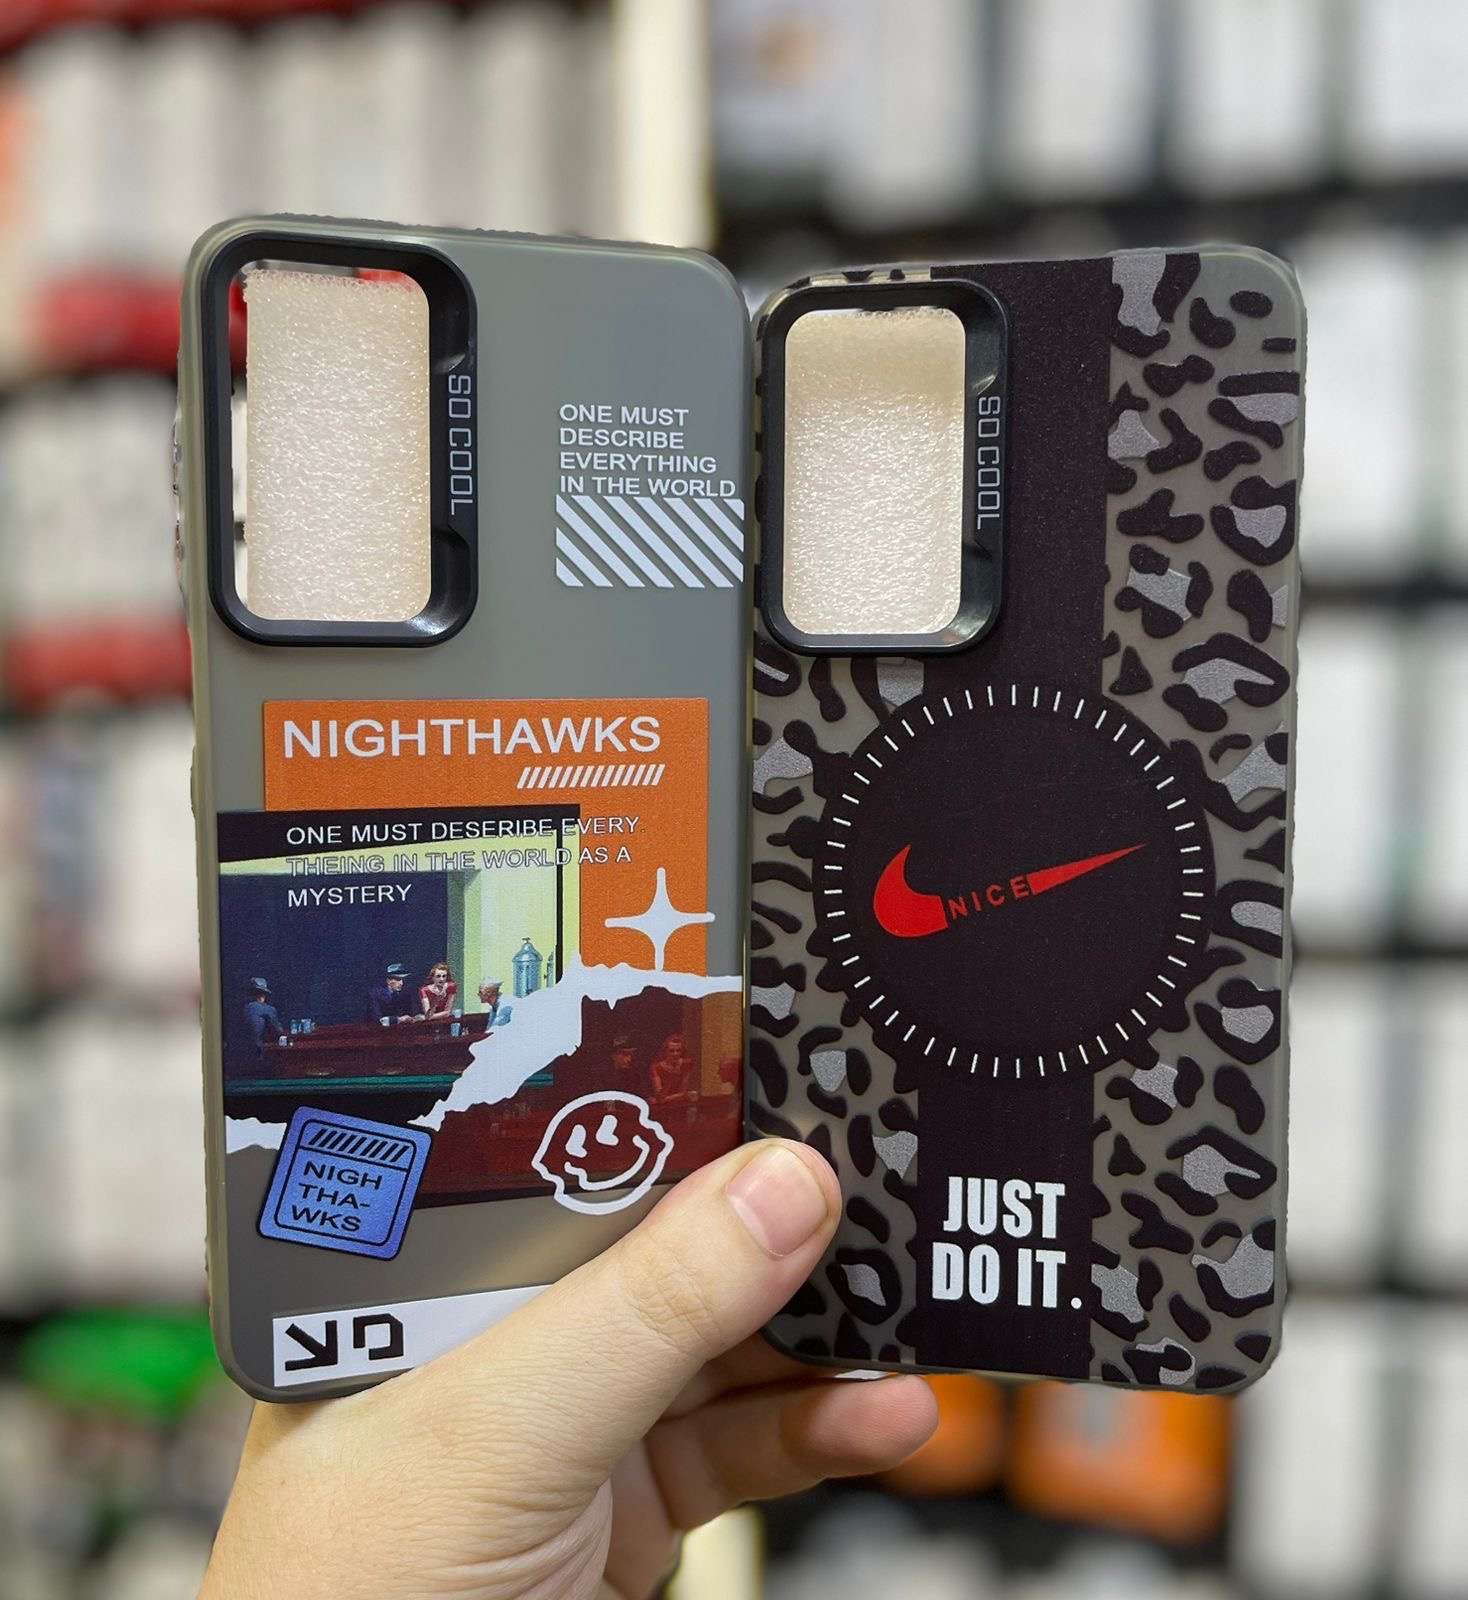 SO COOL
ONE MUST
DESCRIBE
EVERYTHING
IN THE WORLD
NIGHTHAWKS
ONE MUST DESERIBE EVERY.
THEING IN THE WORLD AS A
MYSTERY
NIGH
THA-
WKS
SO COOL
NICE
JUST
DO IT.